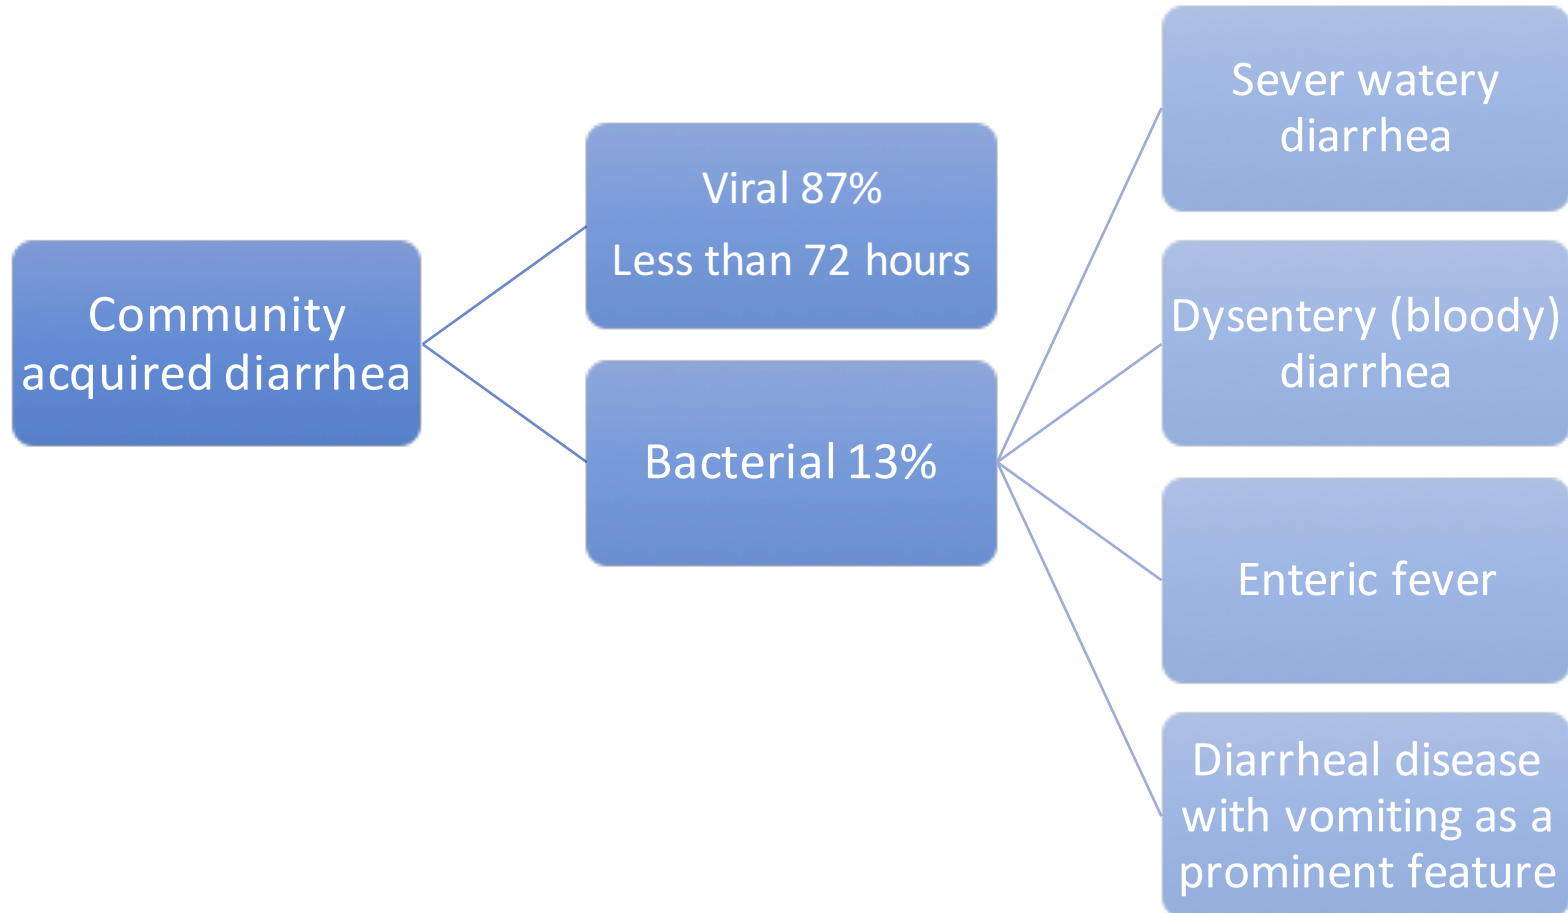 Community
acquired diarrhea
Viral 87%
Less than 72 hours
Bacterial 13%
Sever watery
diarrhea
Dysentery (bloody)
diarrhea
Enteric fever
Diarrheal disease
with vomiting as a
prominent feature